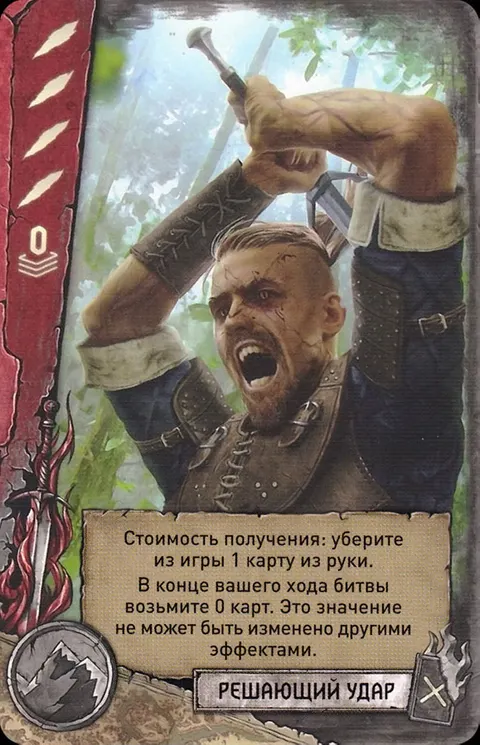 0
Стоимость получения: уберите
из игры 1 карту из руки.
В конце вашего хода битвы
возьмите 0 карт. Это значение
не может быть изменено другими
эффектами.
РЕШАЮЩИЙ УДАР